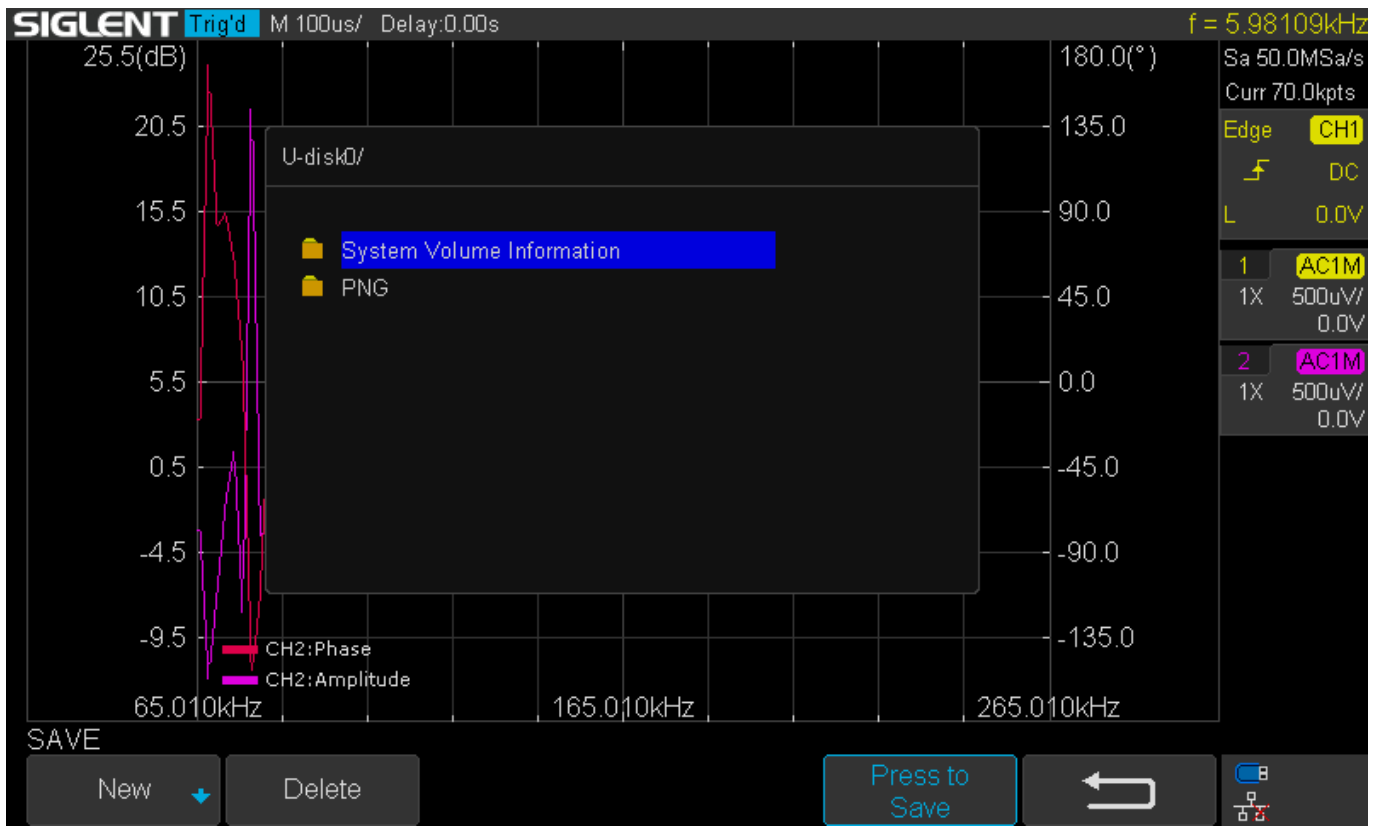 SIGLENT Trig'd M 100us/ Delay:0.00s f = 5.98109kHz
25.5(dB) 180.0(°) Sa 50.0MSa/s
Curr 70.0kpts
20.5 135.0 Edge CH1
U-disk0/
DC
15.5 90.0 L 0.0V
System Volume Information
1 AC1M
PNG
10.5 45.0 1X 500uV/
0.0V
2 AC1M
5.5 0.0 1X 500uV/
0.0V
0.5 -45.0
-4.5 -90.0
-9.5 -135.0
CH2:Phase
CH2:Amplitude
65.010kHz 165.010kHz 265.010kHz
SAVE
New Delete Press to
Save